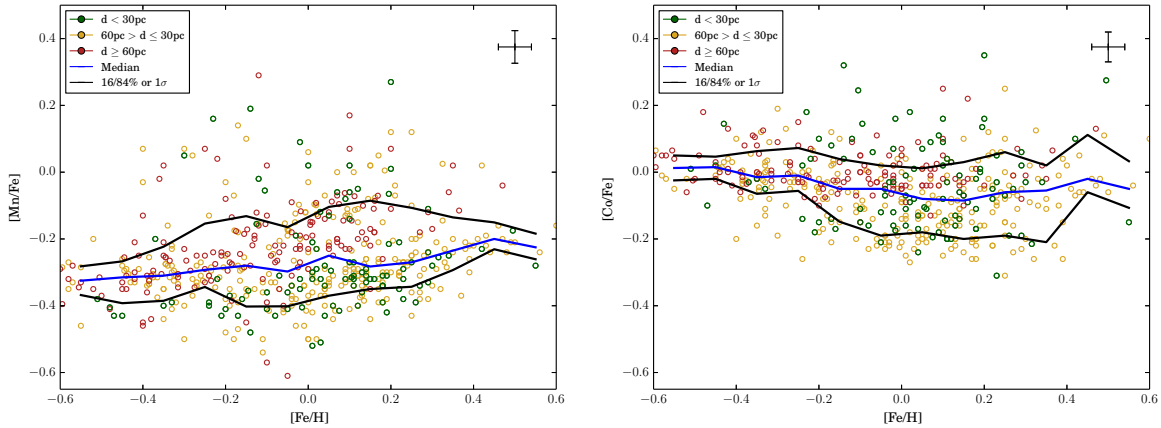 d < 30pc
60pc > d ≤ 30pc
d ≥ 60pc
Median
16/84% or 1σ
0.4
0.2
0.0
−0.2
−0.4
−0.6
[Mn/Fe]
−0.6 −0.4 −0.2 0.0 0.2 0.4 0.6
[Fe/H]
d < 30pc
60pc > d ≤ 30pc
d ≥ 60pc
Median
16/84% or 1σ
0.4
0.2
0.0
−0.2
−0.4
−0.6
[Co/Fe]
−0.6 −0.4 −0.2 0.0 0.2 0.4 0.6
[Fe/H]